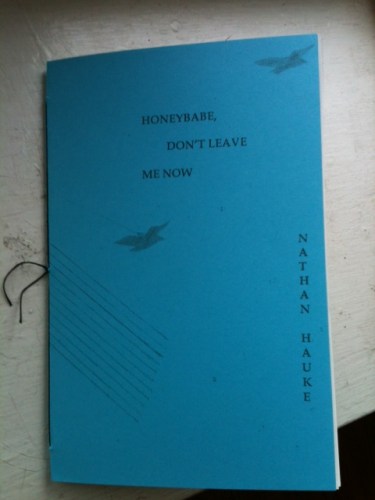 HONEYBABE,
DON'T LEAVE
ME NOW
NATHAN HAUKE